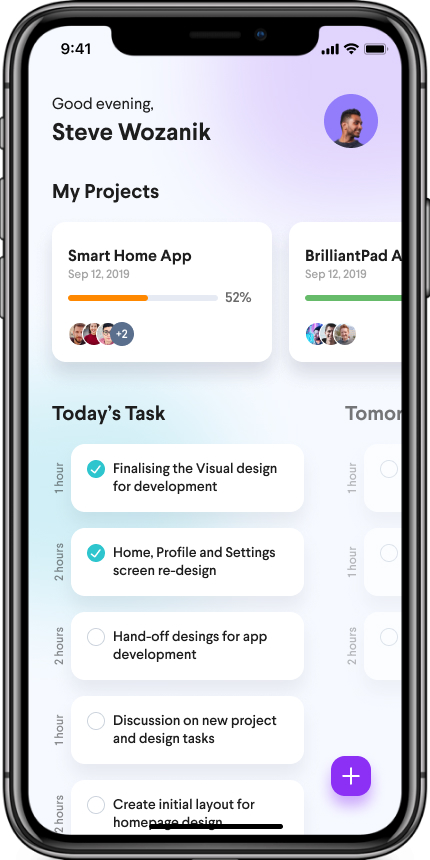 9:41
Good evening,
Steve Wozanik
My Projects
Smart Home App
Sep 12, 2019
52%
+2
BrilliantPad A
Sep 12, 2019
Today's Task
Tomor
1 hour
Finalising the Visual design
for development
2 hours
Home, Profile and Settings
screen re-design
2 hours
Hand-off desings for app
development
1 hour
Discussion on new project
and design tasks
2 hours
Create initial layout for
homepage design
1 hour
1 hour
2 hours